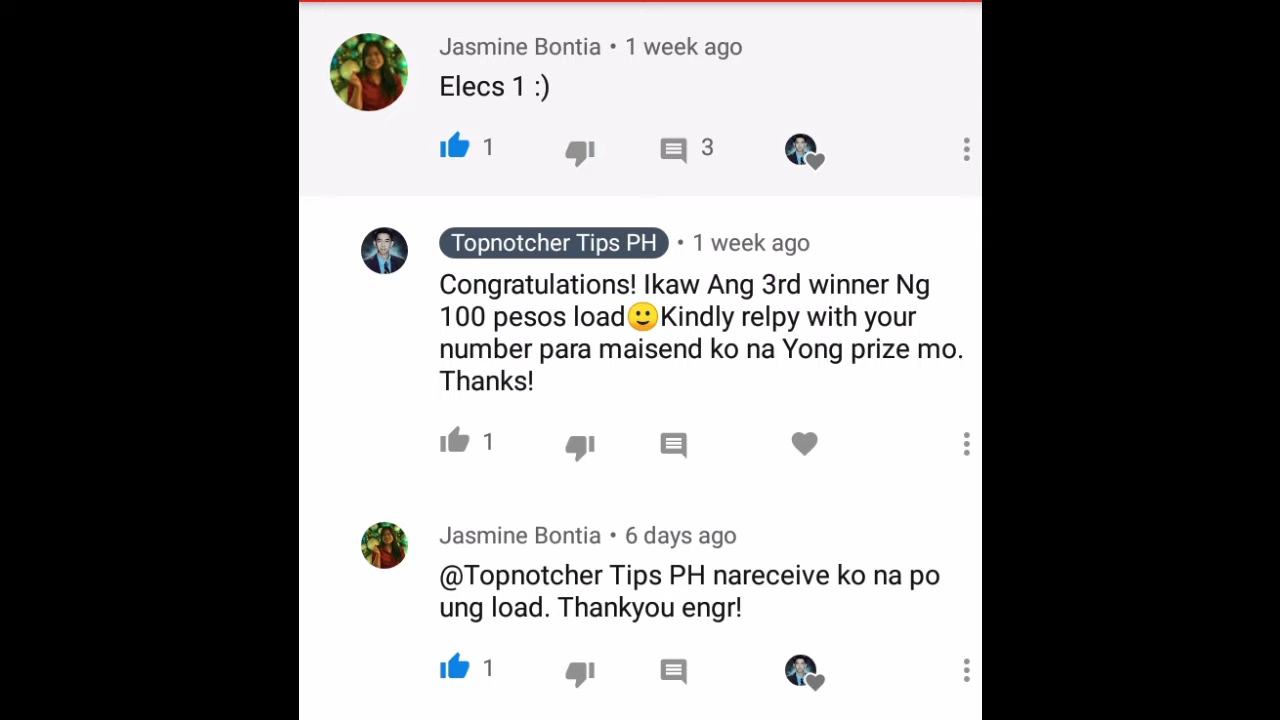 Jasmine Bontia • 1 week ago
Elecs 1 :)
1 3
Topnotcher Tips PH • 1 week ago
Congratulations! Ikaw Ang 3rd winner Ng
100 pesos load🙂Kindly relpy with your
number para maisend ko na Yong prize mo.
Thanks!
1
Jasmine Bontia • 6 days ago
@Topnotcher Tips PH nareceive ko na po
ung load. Thankyou engr!
1